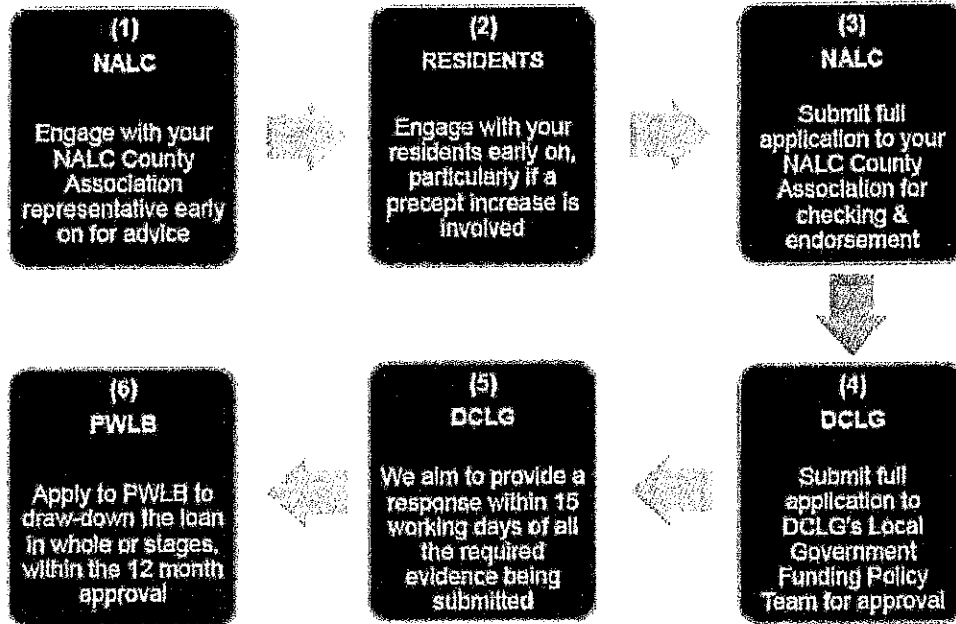 (1)
NALC
Engage with your
NALC County
Association
representative early
on for advice
(2)
RESIDENTS
Engage with your
residents early on,
particularly if a
precept increase is
involved
(3)
NALC
Submit full
application to your
NALC County
Association for
checking &
endorsement
(4)
DCLG
Submit full
application to
DCLG's Local
Government
Funding Policy
Team for approval
(5)
DCLG
We aim to provide a
response within 15
working days of all
the required
evidence being
submitted
(6)
PWLB
Apply to PWLB to
draw-down the loan
in whole or stages,
within the 12 month
approval